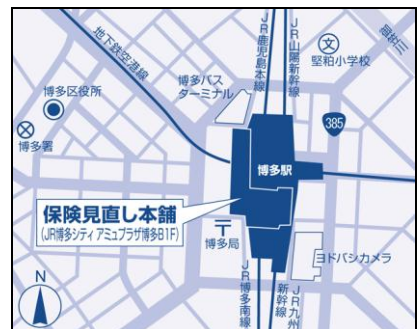 地下鉄空港線
JR鹿児島本線
JR山陽新幹線
三笠川
文
堅粕小学校
博多バス
ターミナル
博多区役所
385
博多署
博多駅
保険見直し本舗
(JR博多シティ アミュプラザ博多B1F)
〒
博多局
ヨドバシカメラ
JR博多南線
JR九州
新幹線
N